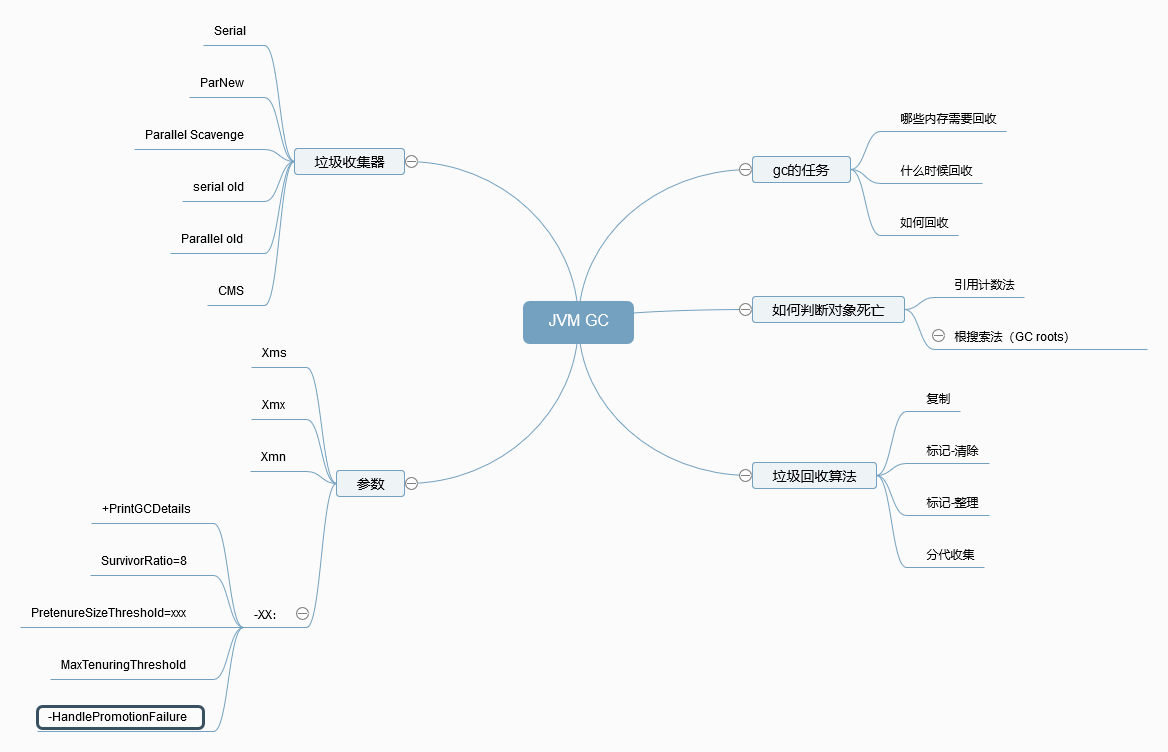 JVM GC
gc的任务
哪些内存需要回收
什么时候回收
如何回收
如何判断对象死亡
引用计数法
根搜索法（GC roots）
垃圾回收算法
复制
标记-清除
标记-整理
分代收集
垃圾收集器
Serial
ParNew
Parallel Scavenge
serial old
Parallel old
CMS
参数
Xms
Xmx
Xmn
-XX：
+PrintGCDetails
SurvivorRatio=8
PretenureSizeThreshold=xxx
MaxTenuringThreshold
-HandlePromotionFailure